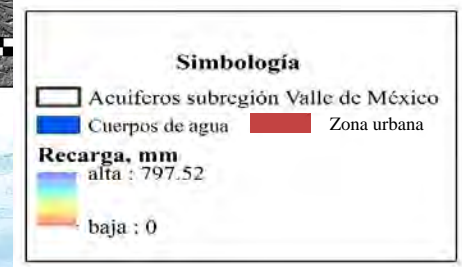 Simbología
Acuíferos subregión Valle de México
Cuerpos de agua Zona urbana
Recarga, mm
alta : 797.52
baja : 0